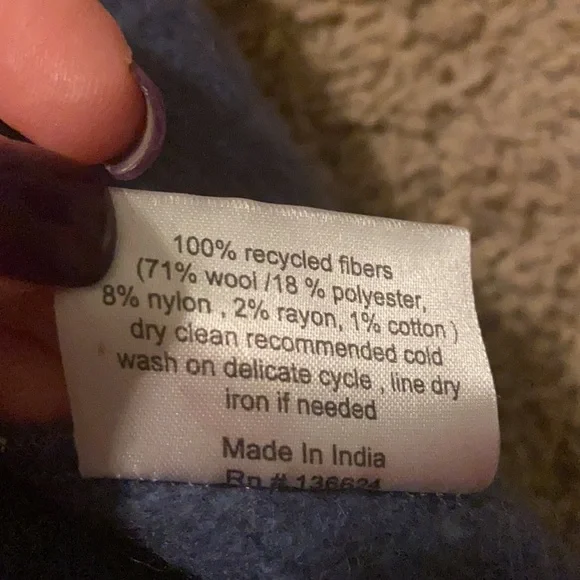 100% recycled fibers
(71% wool /18 % polyester,
8% nylon , 2% rayon, 1% cotton )
dry clean recommended cold
wash on delicate cycle , line dry
iron if needed
Made In India
Rn # 136624